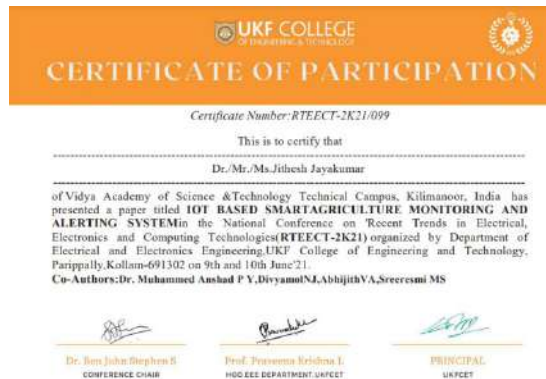 UKF COLLEGE
OF ENGINEERING & TECHNOLOGY
CERTIFICATE OF PARTICIPATION
Certificate Number:RTEECT-2K21/099
This is to certify that
Dr./Mr./Ms.Jithesh Jayakumar
of Vidya Academy of Science &Technology Technical Campus, Kilimanoor, India has
presented a paper titled IOT BASED SMARTAGRICULTURE MONITORING AND
ALERTING SYSTEMin the National Conference on 'Recent Trends in Electrical,
Electronics and Computing Technologies(RTEECT-2K21) organized by Department of
Electrical and Electronics Engineering,UKF College of Engineering and Technology,
Parippally,Kollam-691302 on 9th and 10th June'21.
Co-Authors:Dr. Muhammed Anshad P Y,DivyamolNJ,AbhijithVA,Sreeresmi MS
Dr. Ben John Stephen S Prof. Praseena Krishna L PRINCIPAL
CONFERENCE CHAIR HOD.EEE DEPARTMENT.UKFCET UKFCET